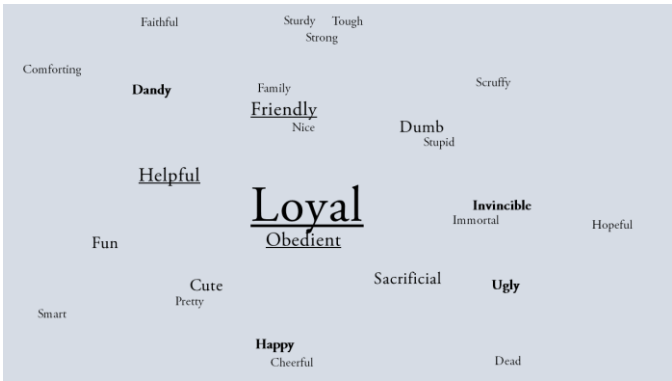 Faithful
Sturdy Tough
Strong
Comforting
Dandy
Family
Scruffy
Friendly
Nice
Dumb
Stupid
Helpful
Loyal
Invincible
Immortal
Hopeful
Obedient
Fun
Sacrificial
Cute
Ugly
Pretty
Smart
Happy
Cheerful
Dead